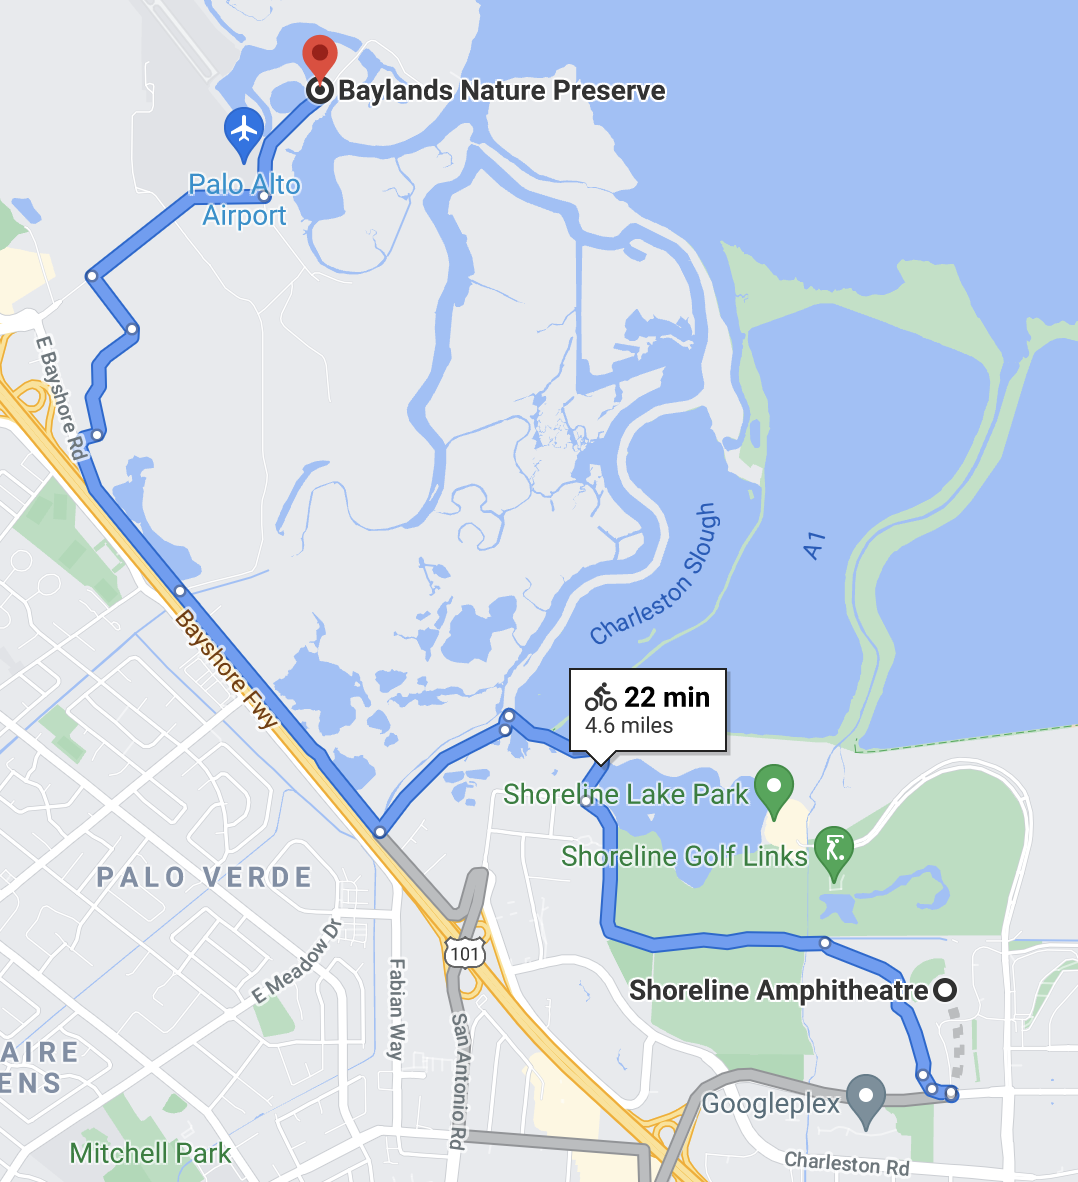 Baylands Nature Preserve
Palo Alto
Airport
E Bayshore Rd
Charleston Slough
A1
Bayshore Fwy
22 min
4.6 miles
Shoreline Lake Park
Shoreline Golf Links
PALO VERDE
101
E Meadow Dr
Fabian Way
San Antonio Rd
Shoreline Amphitheatre
AIRE
ENS
Googleplex
Mitchell Park
Charleston Rd